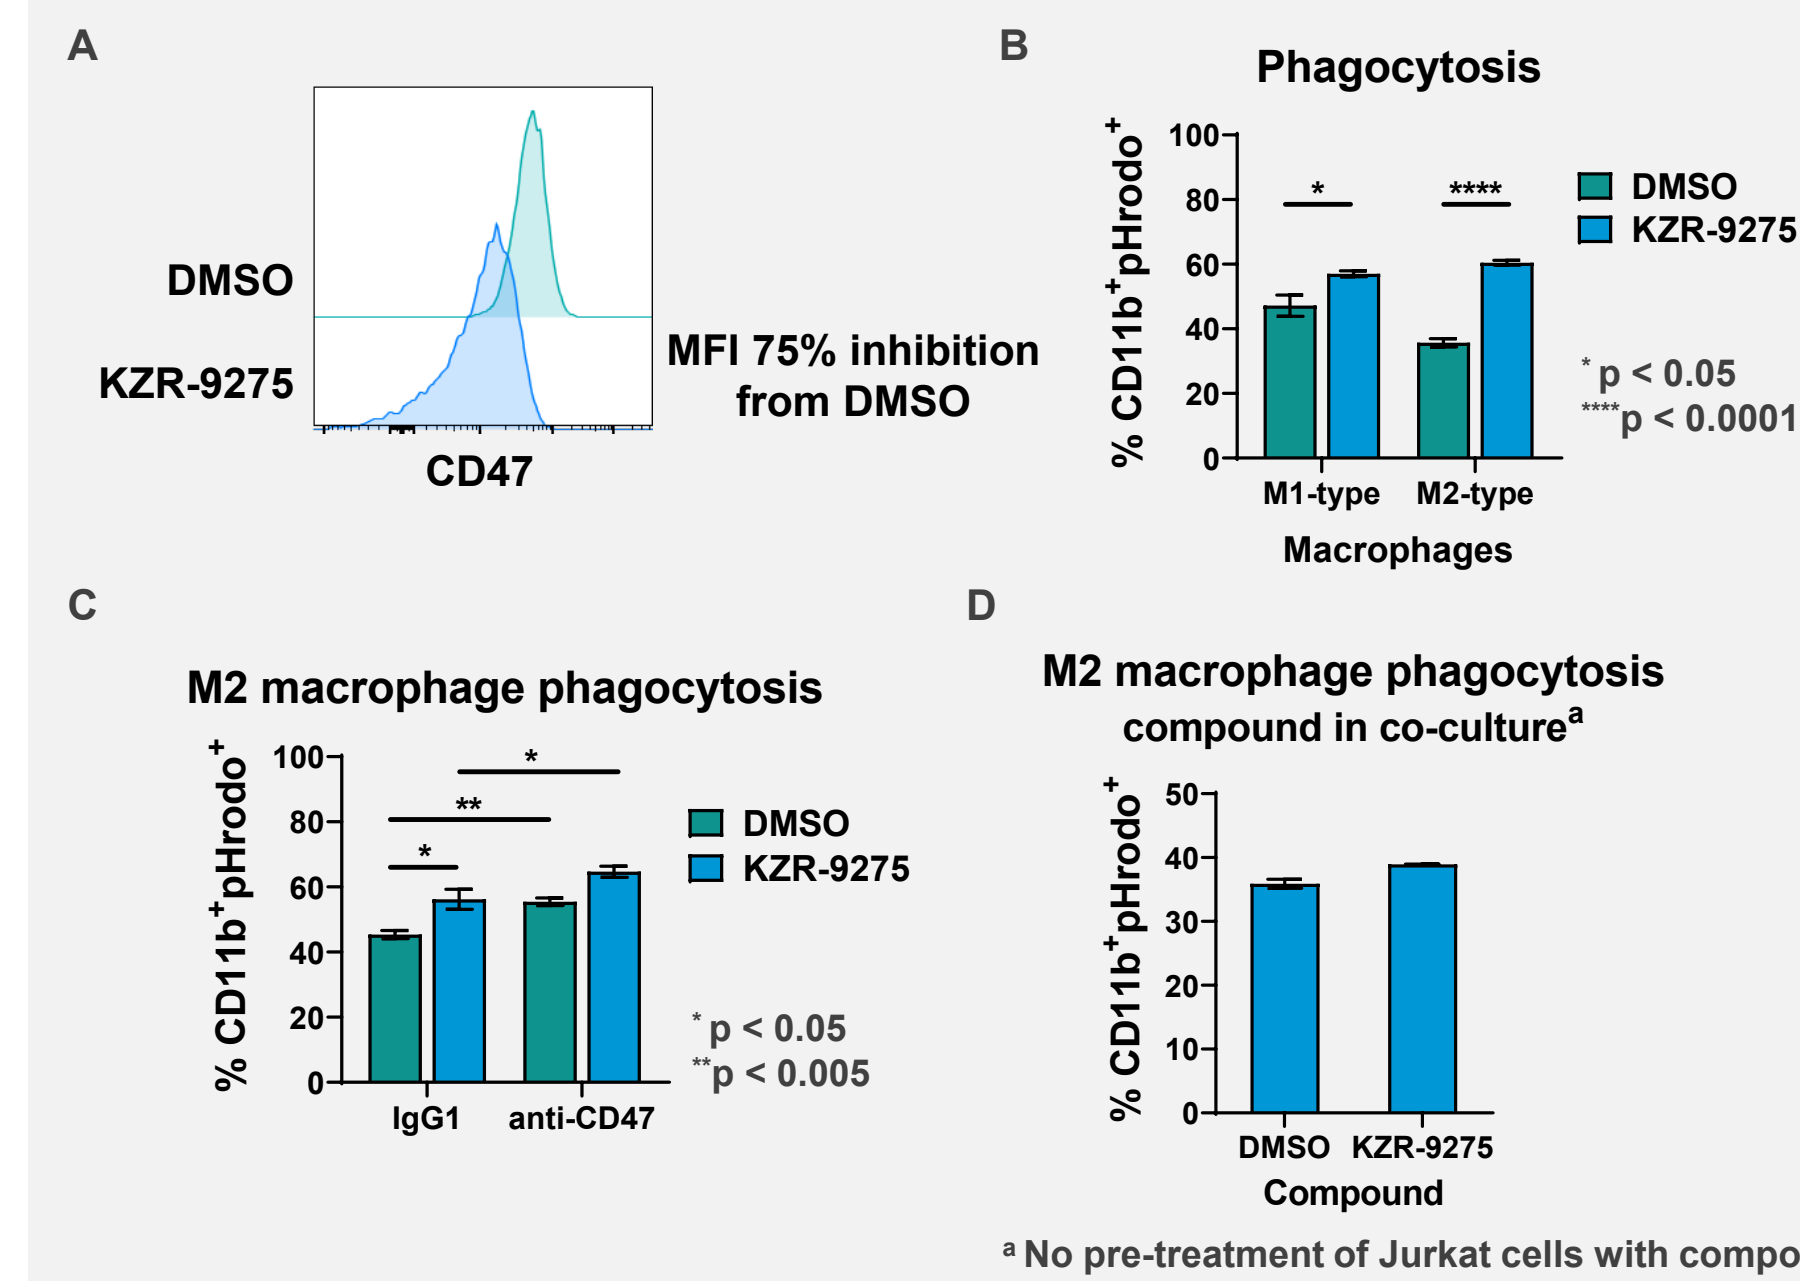 A
DMSO
KZR-9275
MFI 75% inhibition
from DMSO
CD47
B
Phagocytosis
% CD11b⁺pHrodo⁺
100
80
60
40
20
0
*
****
M1-type
M2-type
Macrophages
DMSO
KZR-9275
* p < 0.05
****p < 0.0001
C
M2 macrophage phagocytosis
% CD11b⁺pHrodo⁺
100
80
60
40
20
0
*
**
*
IgG1
anti-CD47
DMSO
KZR-9275
* p < 0.05
**p < 0.005
D
M2 macrophage phagocytosis
compound in co-cultureᵃ
% CD11b⁺pHrodo⁺
50
40
30
20
10
0
DMSO
KZR-9275
Compound
ᵃ No pre-treatment of Jurkat cells with compo